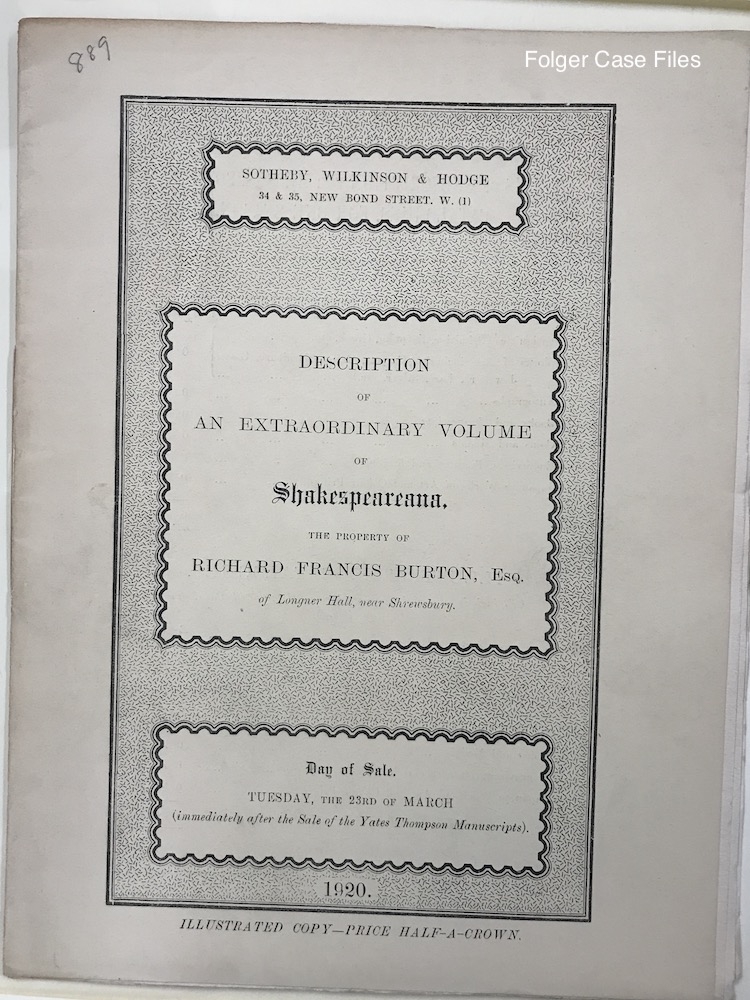 889
Folger Case Files
SOTHEBY, WILKINSON & HODGE
34 & 35, NEW BOND STREET. W. (1)
DESCRIPTION
OF
AN EXTRAORDINARY VOLUME
OF
Shakespeareana,
THE PROPERTY OF
RICHARD FRANCIS BURTON, Esq.
of Longner Hall, near Shrewsbury.
Day of Sale.
TUESDAY, THE 23RD OF MARCH
(immediately after the Sale of the Yates Thompson Manuscripts).
1920.
ILLUSTRATED COPY—PRICE HALF-A-CROWN.